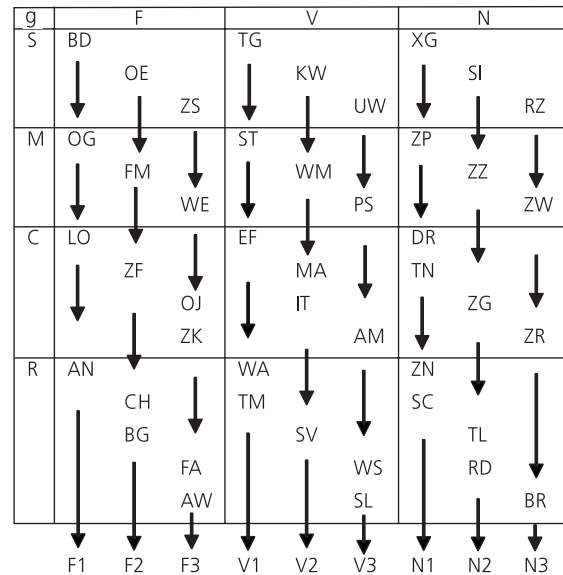 g F V N
S BD TG XG
OE KW SI
ZS UW RZ
M OG ST ZP
FM WM ZZ
WE PS ZW
C LO EF DR
ZF MA TN
OJ IT ZG
ZK AM ZR
R AN WA ZN
CH TM SC
BG SV TL
FA WS RD
AW SL BR
F1 F2 F3 V1 V2 V3 N1 N2 N3